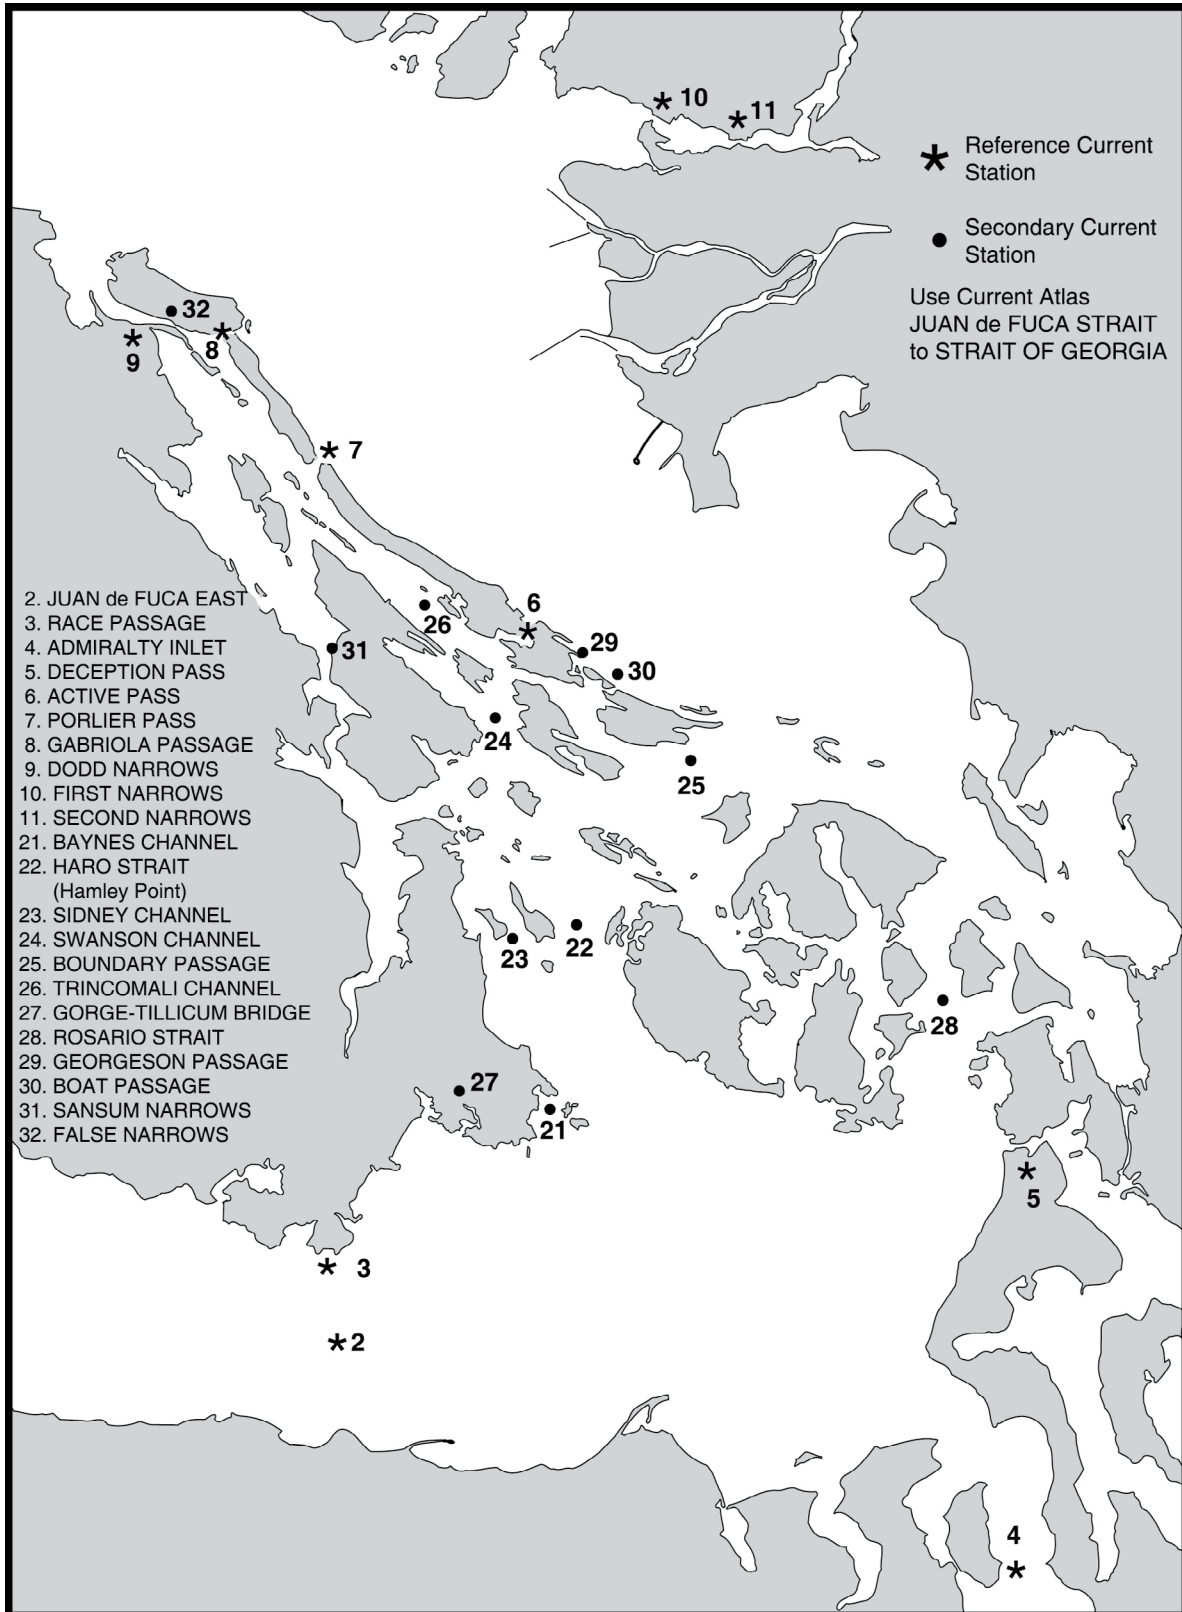 10
11
Reference Current
Station
Secondary Current
Station
Use Current Atlas
JUAN de FUCA STRAIT
to STRAIT OF GEORGIA
32
8
9
7
2. JUAN de FUCA EAST
3. RACE PASSAGE
4. ADMIRALTY INLET
5. DECEPTION PASS
6. ACTIVE PASS
7. PORLIER PASS
8. GABRIOLA PASSAGE
9. DODD NARROWS
10. FIRST NARROWS
11. SECOND NARROWS
21. BAYNES CHANNEL
22. HARO STRAIT
(Hamley Point)
23. SIDNEY CHANNEL
24. SWANSON CHANNEL
25. BOUNDARY PASSAGE
26. TRINCOMALI CHANNEL
27. GORGE-TILLICUM BRIDGE
28. ROSARIO STRAIT
29. GEORGESON PASSAGE
30. BOAT PASSAGE
31. SANSUM NARROWS
32. FALSE NARROWS
6
26
29
31
30
24
25
22
23
28
27
21
5
3
2
4